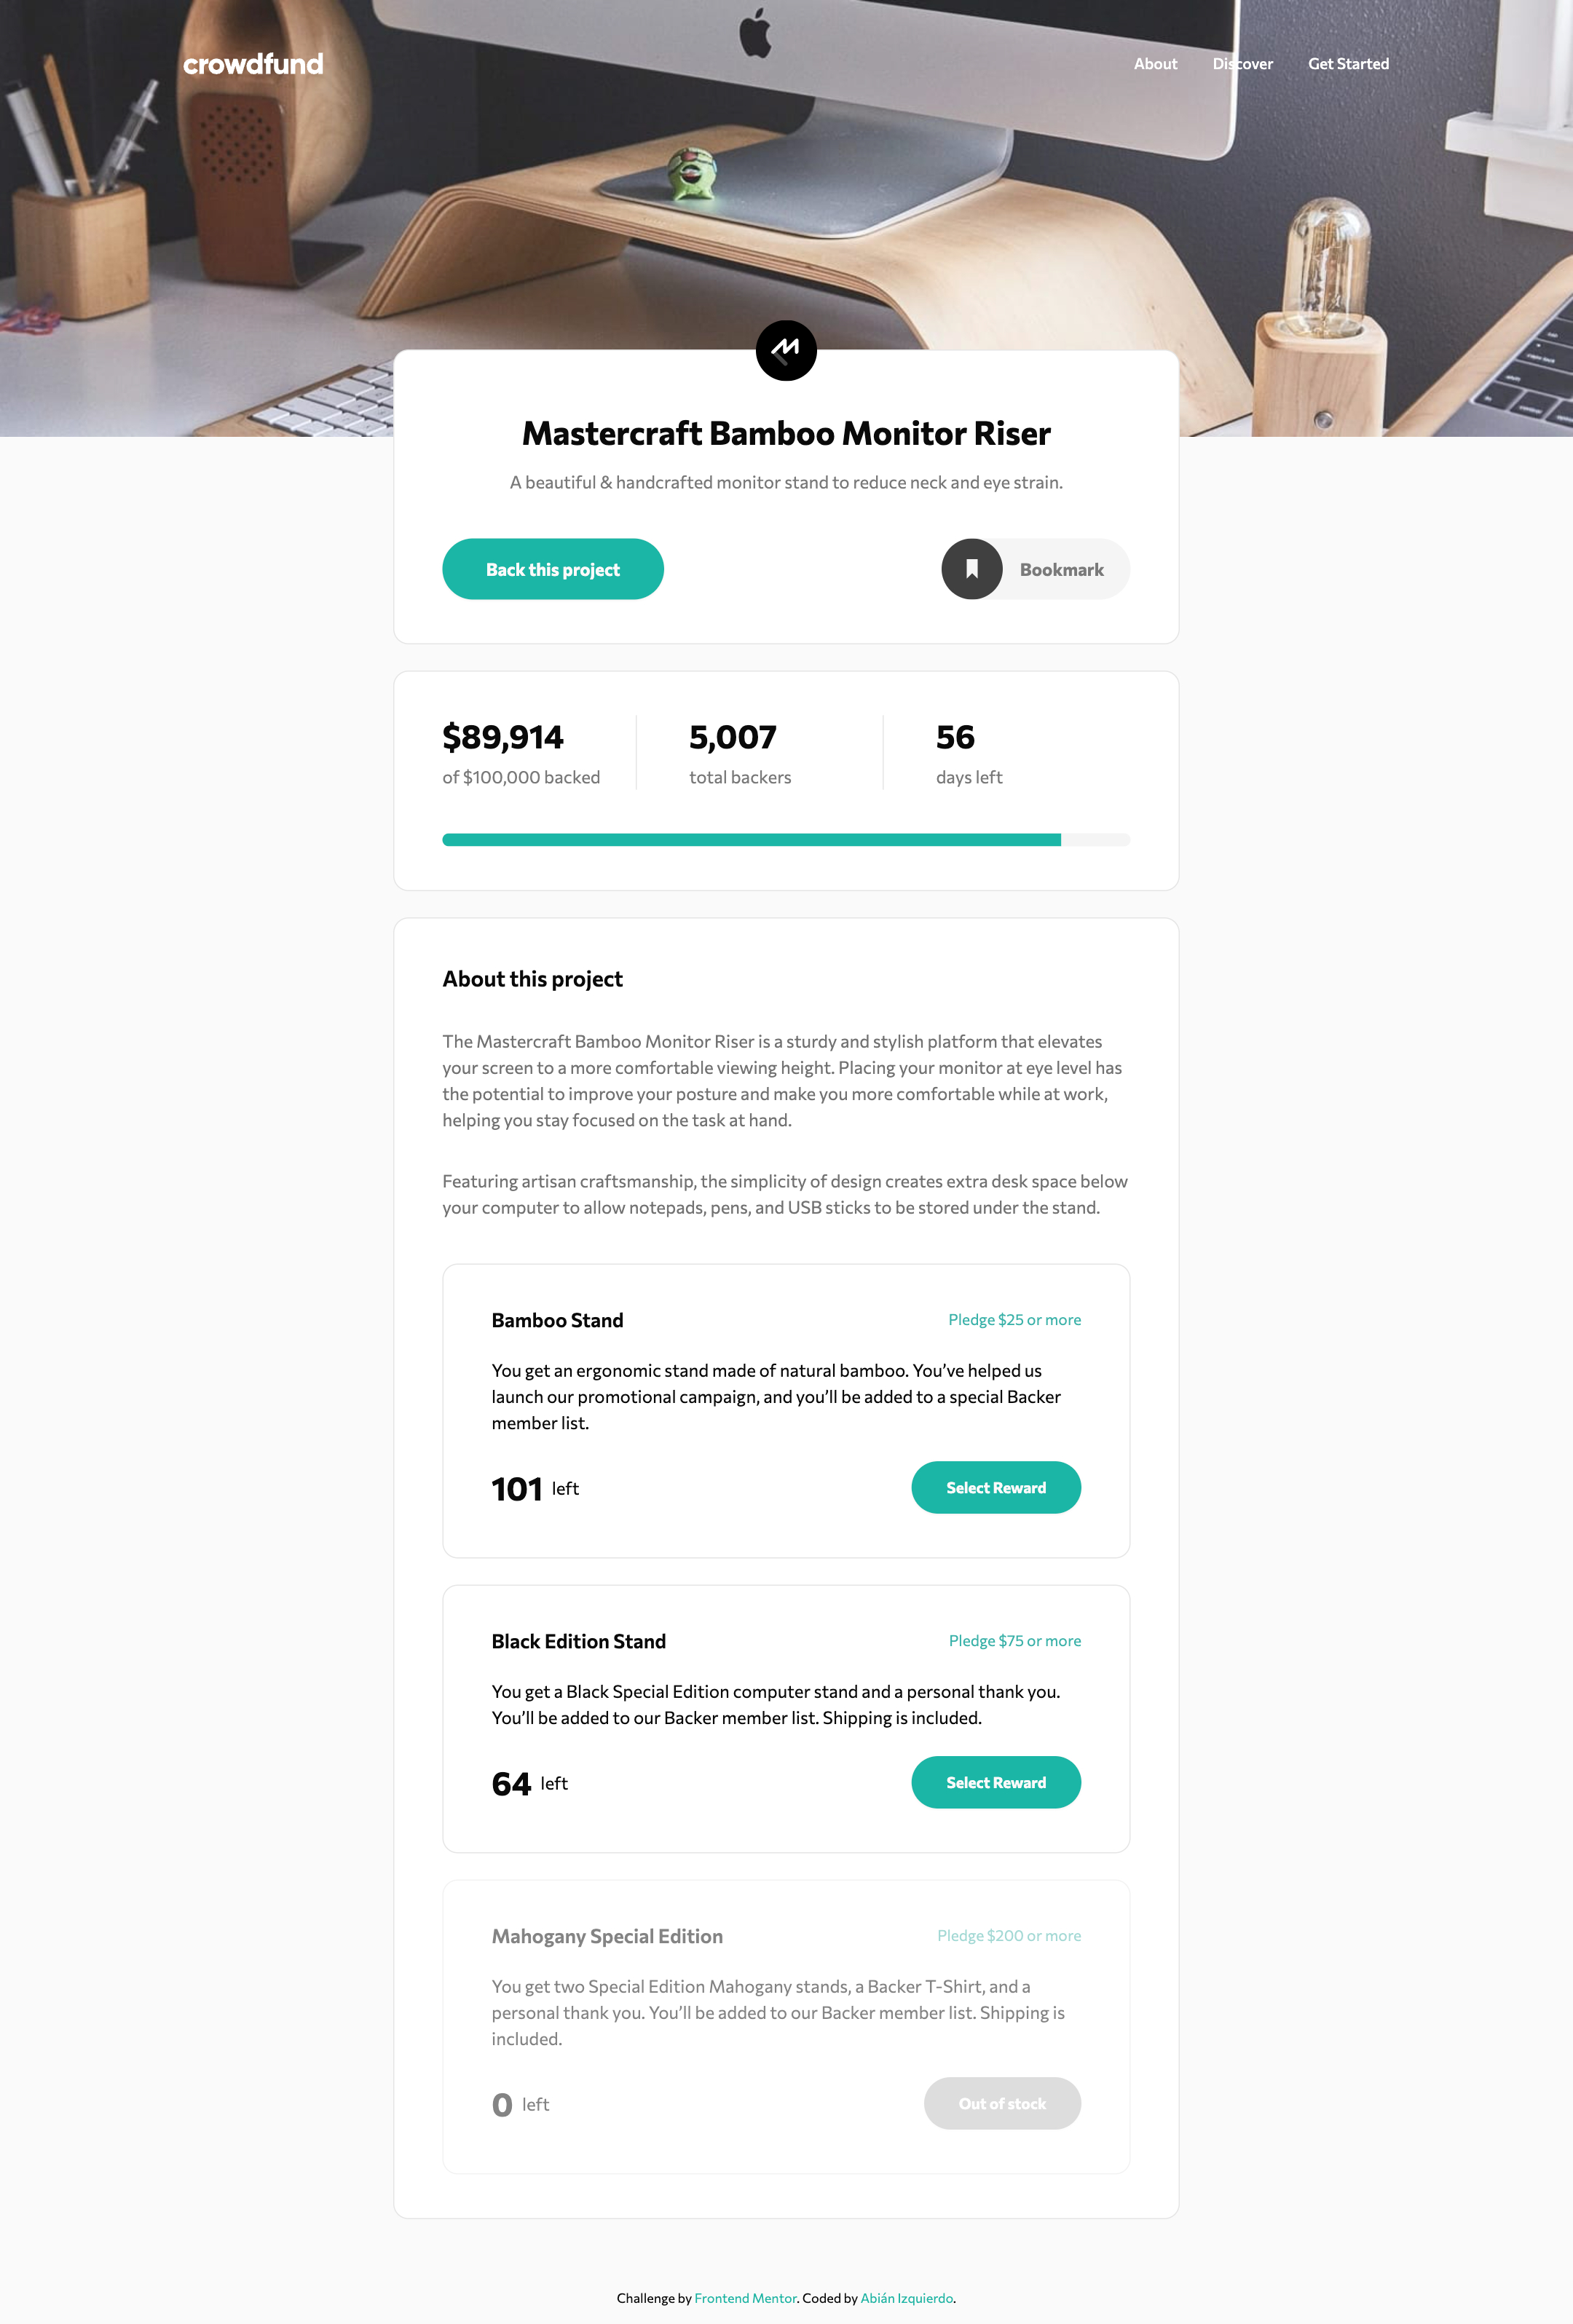 crowdfund
About Discover Get Started
Mastercraft Bamboo Monitor Riser
A beautiful & handcrafted monitor stand to reduce neck and eye strain.
Back this project
Bookmark
$89,914
of $100,000 backed
5,007
total backers
56
days left
About this project
The Mastercraft Bamboo Monitor Riser is a sturdy and stylish platform that elevates
your screen to a more comfortable viewing height. Placing your monitor at eye level has
the potential to improve your posture and make you more comfortable while at work,
helping you stay focused on the task at hand.
Featuring artisan craftsmanship, the simplicity of design creates extra desk space below
your computer to allow notepads, pens, and USB sticks to be stored under the stand.
Bamboo Stand
Pledge $25 or more
You get an ergonomic stand made of natural bamboo. You’ve helped us
launch our promotional campaign, and you’ll be added to a special Backer
member list.
101 left
Select Reward
Black Edition Stand
Pledge $75 or more
You get a Black Special Edition computer stand and a personal thank you.
You’ll be added to our Backer member list. Shipping is included.
64 left
Select Reward
Mahogany Special Edition
Pledge $200 or more
You get two Special Edition Mahogany stands, a Backer T-Shirt, and a
personal thank you. You’ll be added to our Backer member list. Shipping is
included.
0 left
Out of stock
Challenge by Frontend Mentor. Coded by Abián Izquierdo.